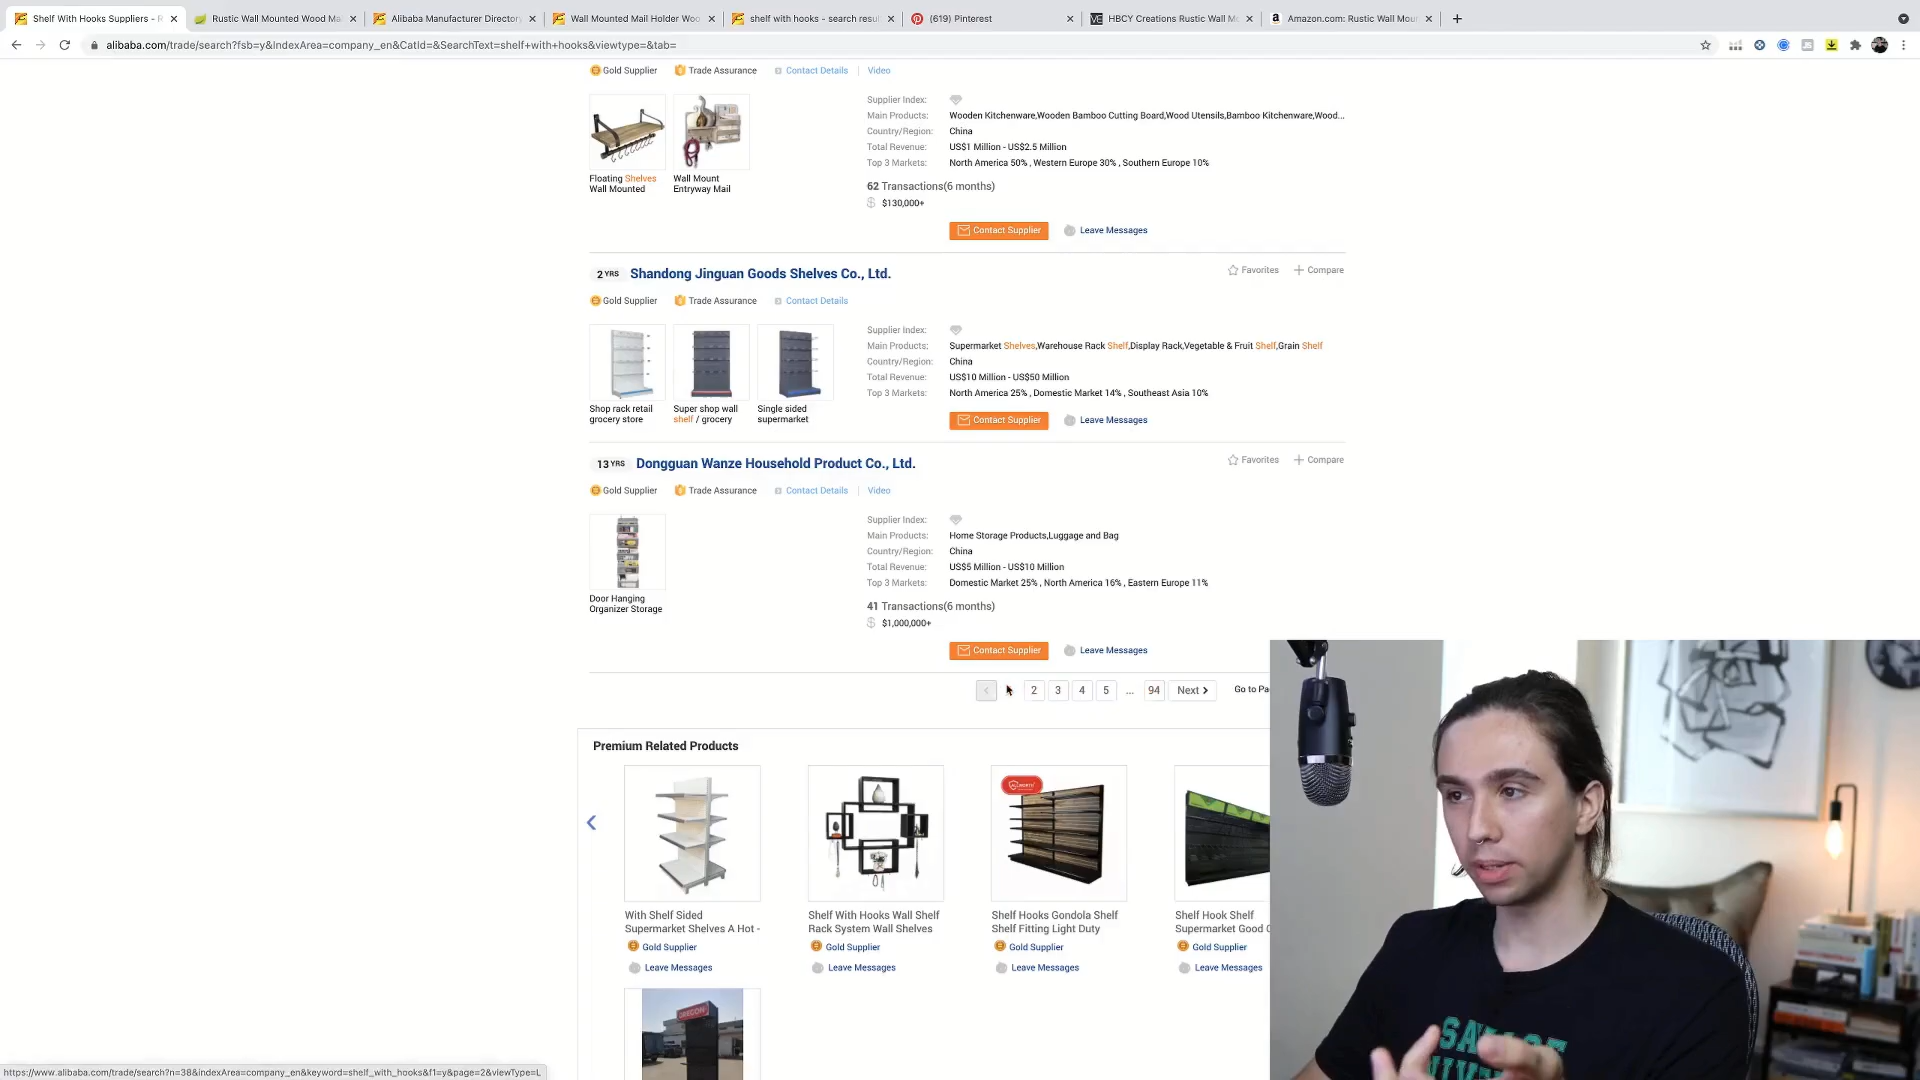 Shelf With Hooks Suppliers - R
Rustic Wall Mounted Wood Ma
Alibaba Manufacturer Directory
Wall Mounted Mail Holder Woo
shelf with hooks - search resu
(619) Pinterest
HBCY Creations Rustic Wall M
Amazon.com: Rustic Wall Moun
alibaba.com/trade/search?fsb=y&IndexArea=company_en&CatId=&SearchText=shelf+with+hooks&viewtype=&tab=
Gold Supplier
Trade Assurance
Contact Details
Video
Floating Shelves
Wall Mounted
Wall Mount
Entryway Mail
Supplier Index:
Main Products: Wooden Kitchenware,Wooden Bamboo Cutting Board,Wood Utensils,Bamboo Kitchenware,Wood...
Country/Region: China
Total Revenue: US$1 Million - US$2.5 Million
Top 3 Markets: North America 50% , Western Europe 30% , Southern Europe 10%
62 Transactions(6 months)
$130,000+
Contact Supplier
Leave Messages
2 YRS Shandong Jinguan Goods Shelves Co., Ltd.
Favorites
Compare
Gold Supplier
Trade Assurance
Contact Details
Shop rack retail
grocery store
Super shop wall
shelf / grocery
Single sided
supermarket
Supplier Index:
Main Products: Supermarket Shelves,Warehouse Rack Shelf,Display Rack,Vegetable & Fruit Shelf,Grain Shelf
Country/Region: China
Total Revenue: US$10 Million - US$50 Million
Top 3 Markets: North America 25% , Domestic Market 14% , Southeast Asia 10%
Contact Supplier
Leave Messages
13 YRS Dongguan Wanze Household Product Co., Ltd.
Favorites
Compare
Gold Supplier
Trade Assurance
Contact Details
Video
Door Hanging
Organizer Storage
Supplier Index:
Main Products: Home Storage Products,Luggage and Bag
Country/Region: China
Total Revenue: US$5 Million - US$10 Million
Top 3 Markets: Domestic Market 25% , North America 16% , Eastern Europe 11%
41 Transactions(6 months)
$1,000,000+
Contact Supplier
Leave Messages
2 3 4 5 ... 94 Next Go to Pa
Premium Related Products
With Shelf Sided
Supermarket Shelves A Hot -
Gold Supplier
Leave Messages
Shelf With Hooks Wall Shelf
Rack System Wall Shelves
Gold Supplier
Leave Messages
Shelf Hooks Gondola Shelf
Shelf Fitting Light Duty
Gold Supplier
Leave Messages
Shelf Hook Shelf
Supermarket Good
Gold Supplier
Leave Messages
OREGON
https://www.alibaba.com/trade/search?n=38&indexArea=company_en&keyword=shelf_with_hooks&f1=y&page=2&viewType=L